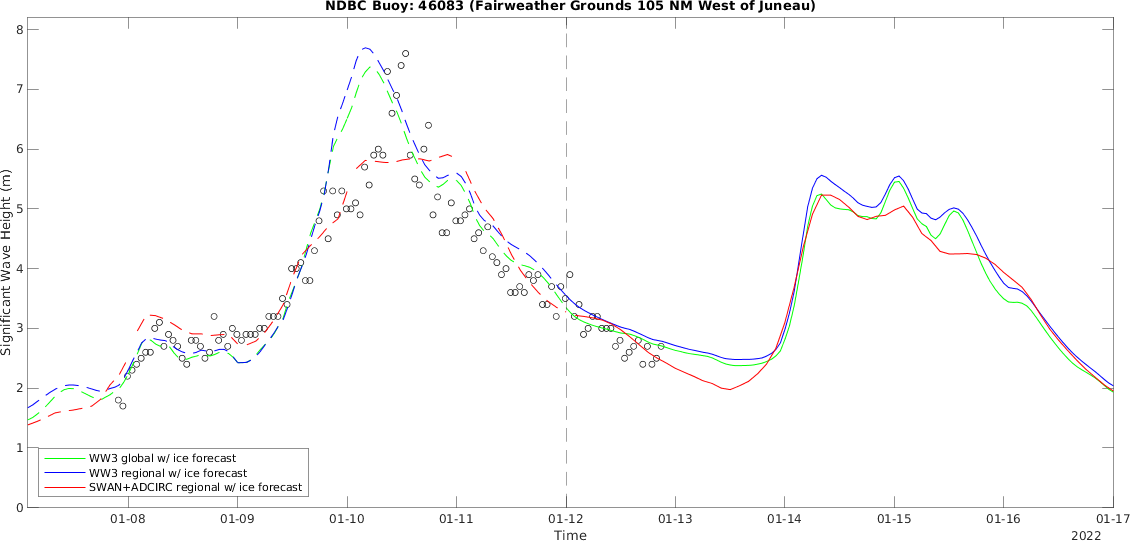 NDBC Buoy: 46083 (Fairweather Grounds 105 NM West of Juneau)
Significant Wave Height (m)
8
7
6
5
4
3
2
1
0
WW3 global w/ ice forecast
WW3 regional w/ ice forecast
SWAN+ADCIRC regional w/ ice forecast
01-08 01-09 01-10 01-11 01-12 01-13 01-14 01-15 01-16 01-17
Time
2022